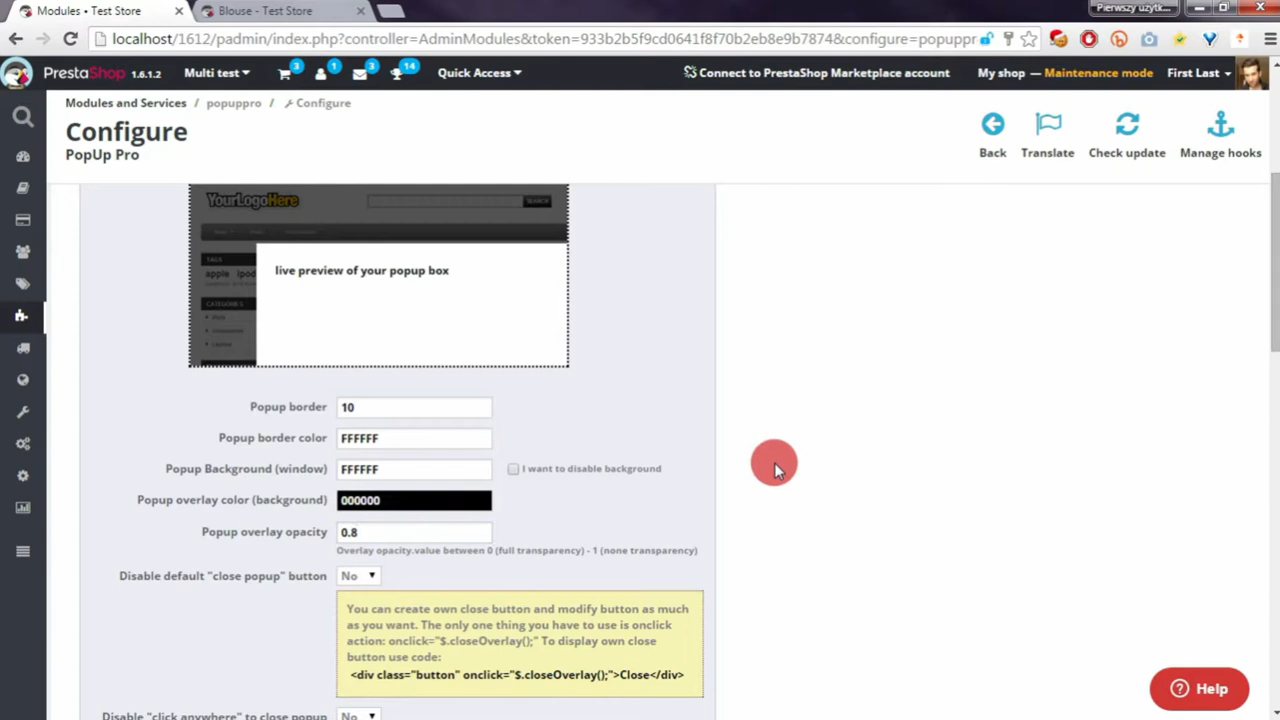 Modules • Test Store
Blouse - Test Store
Pierwszy użytk...
localhost/1612/padmin/index.php?controller=AdminModules&token=933b2b5f9cd0641f8f70b2eb8e9b7874&configure=popuppr
PrestaShop 1.6.1.2
Multi test
3
1
3
14
Quick Access
Connect to PrestaShop Marketplace account
My shop — Maintenance mode
First Last
Modules and Services / popuppro / Configure
Configure
PopUp Pro
Back
Translate
Check update
Manage hooks
YourLogoHere
SEARCH
TAGS
apple ipod
CATEGORIES
live preview of your popup box
Popup border
10
Popup border color
FFFFFF
Popup Background (window)
FFFFFF
I want to disable background
Popup overlay color (background)
000000
Popup overlay opacity
0.8
Overlay opacity.value between 0 (full transparency) - 1 (none transparency)
Disable default "close popup" button
No
You can create own close button and modify button as much
as you want. The only one thing you have to use is onclick
action: onclick="$.closeOverlay();" To display own close
button use code:
<div class="button" onclick="$.closeOverlay();">Close</div>
Disable "click anywhere" to close popup
No
Help